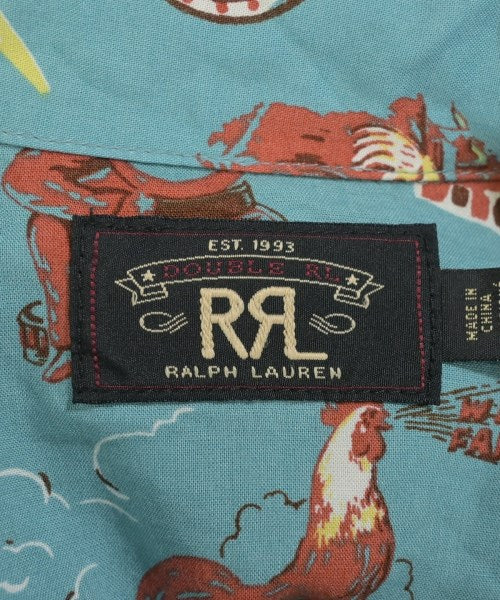 EST. 1993
DOUBLE RL
RRL
RALPH LAUREN
MADE IN
CHINA